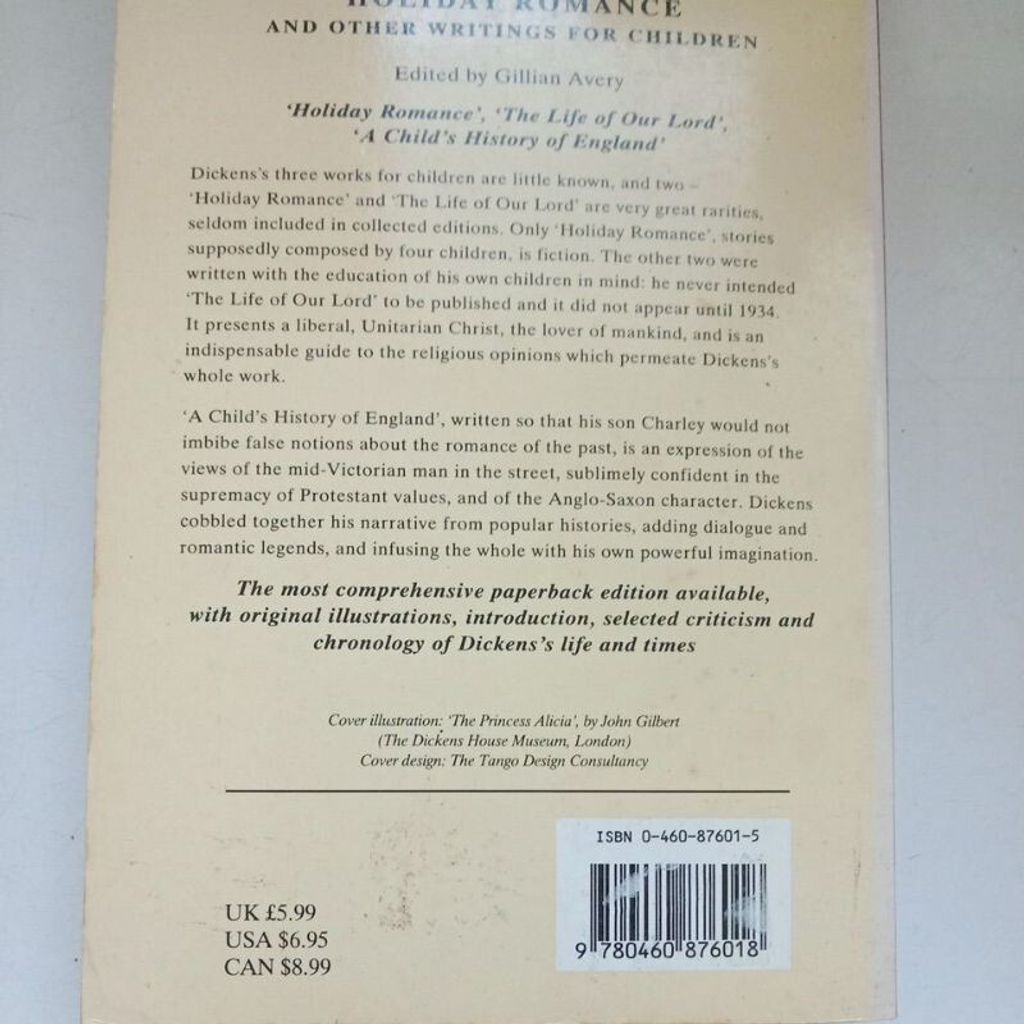 HOLIDAY ROMANCE
AND OTHER WRITINGS FOR CHILDREN
Edited by Gillian Avery
‘Holiday Romance’, ‘The Life of Our Lord’,
‘A Child’s History of England’
Dickens’s three works for children are little known, and two –
‘Holiday Romance’ and ‘The Life of Our Lord’ are very great rarities,
seldom included in collected editions. Only ‘Holiday Romance’, stories
supposedly composed by four children, is fiction. The other two were
written with the education of his own children in mind: he never intended
‘The Life of Our Lord’ to be published and it did not appear until 1934.
It presents a liberal, Unitarian Christ, the lover of mankind, and is an
indispensable guide to the religious opinions which permeate Dickens’s
whole work.
‘A Child’s History of England’, written so that his son Charley would not
imbibe false notions about the romance of the past, is an expression of the
views of the mid-Victorian man in the street, sublimely confident in the
supremacy of Protestant values, and of the Anglo-Saxon character. Dickens
cobbled together his narrative from popular histories, adding dialogue and
romantic legends, and infusing the whole with his own powerful imagination.
The most comprehensive paperback edition available,
with original illustrations, introduction, selected criticism and
chronology of Dickens’s life and times
Cover illustration: ‘The Princess Alicia’, by John Gilbert
(The Dickens House Museum, London)
Cover design: The Tango Design Consultancy
ISBN 0-460-87601-5
9 780460 876018
UK £5.99
USA $6.95
CAN $8.99